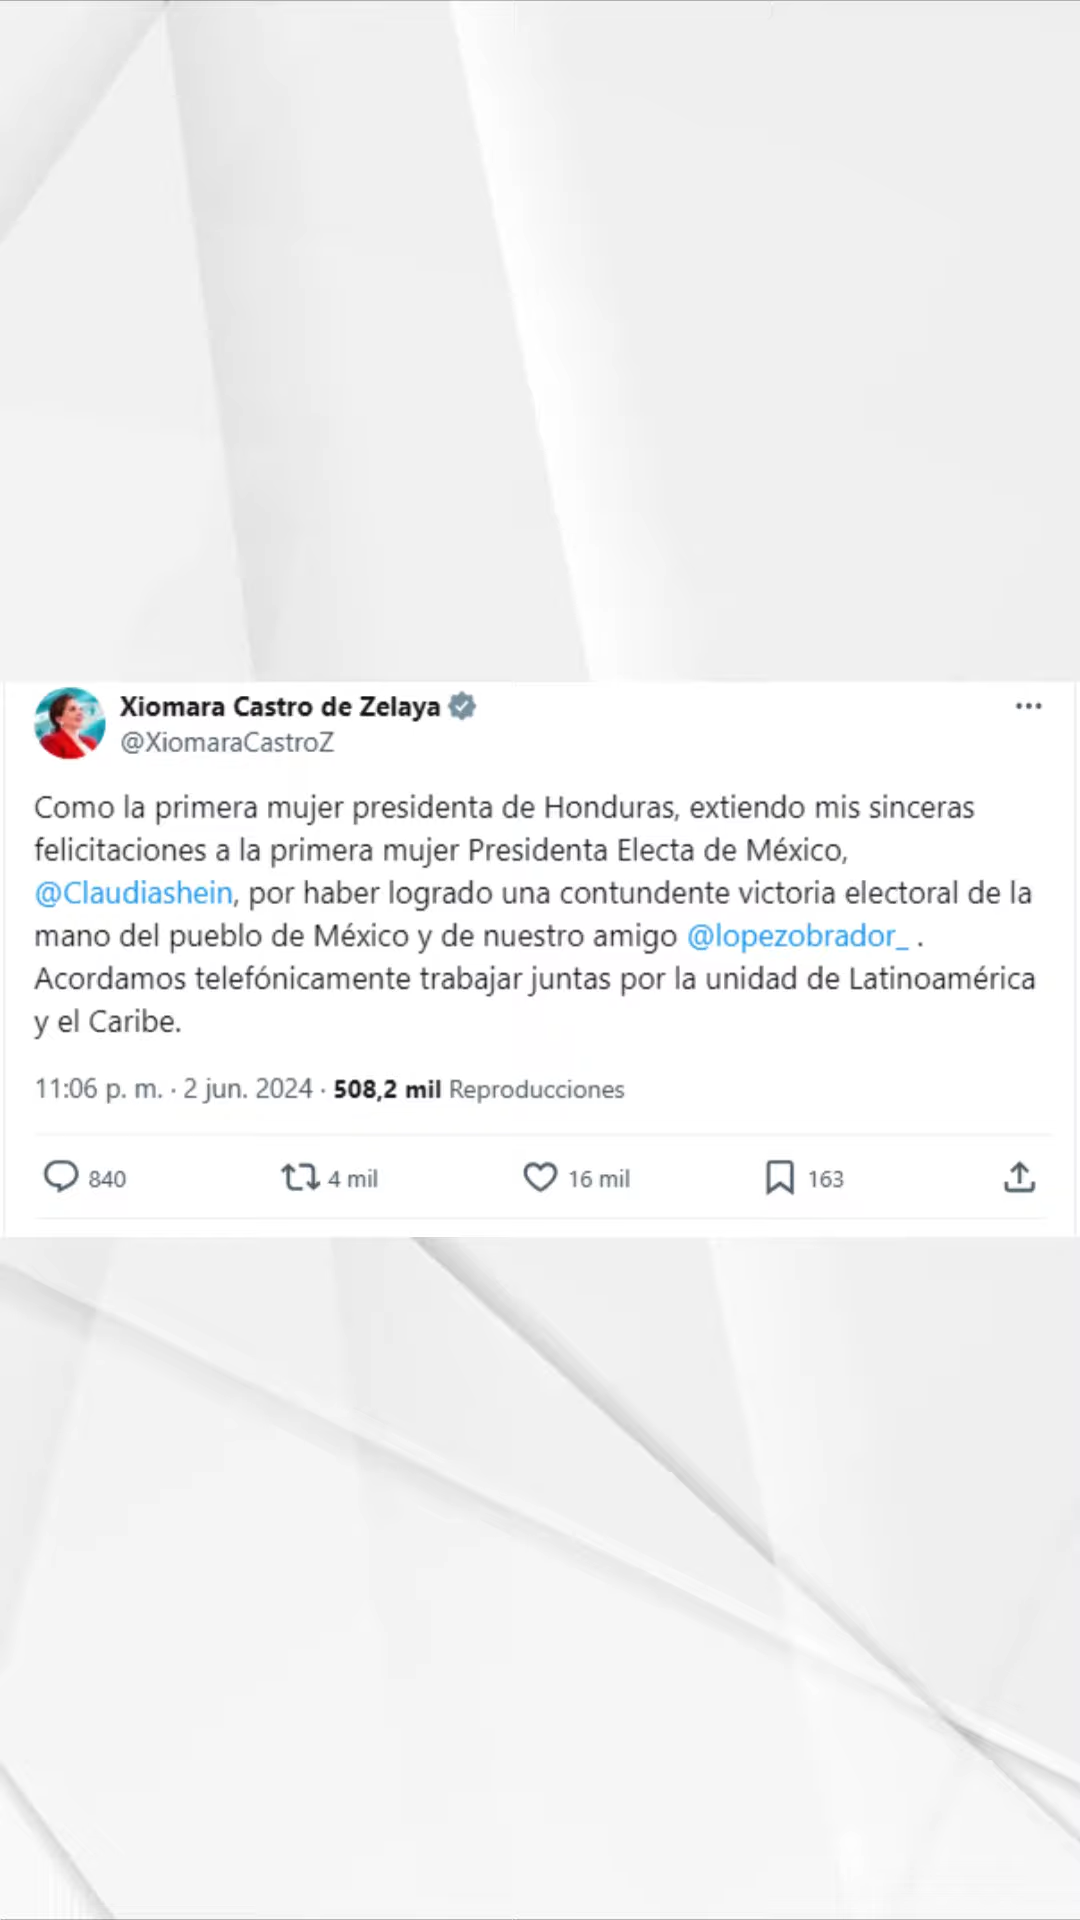 Xiomara Castro de Zelaya
@XiomaraCastroZ
Como la primera mujer presidenta de Honduras, extiendo mis sinceras
felicitaciones a la primera mujer Presidenta Electa de México,
@Claudiashein, por haber logrado una contundente victoria electoral de la
mano del pueblo de México y de nuestro amigo @lopezobrador_ .
Acordamos telefónicamente trabajar juntas por la unidad de Latinoamérica
y el Caribe.
11:06 p. m. · 2 jun. 2024 · 508,2 mil Reproducciones
840 4 mil 16 mil 163